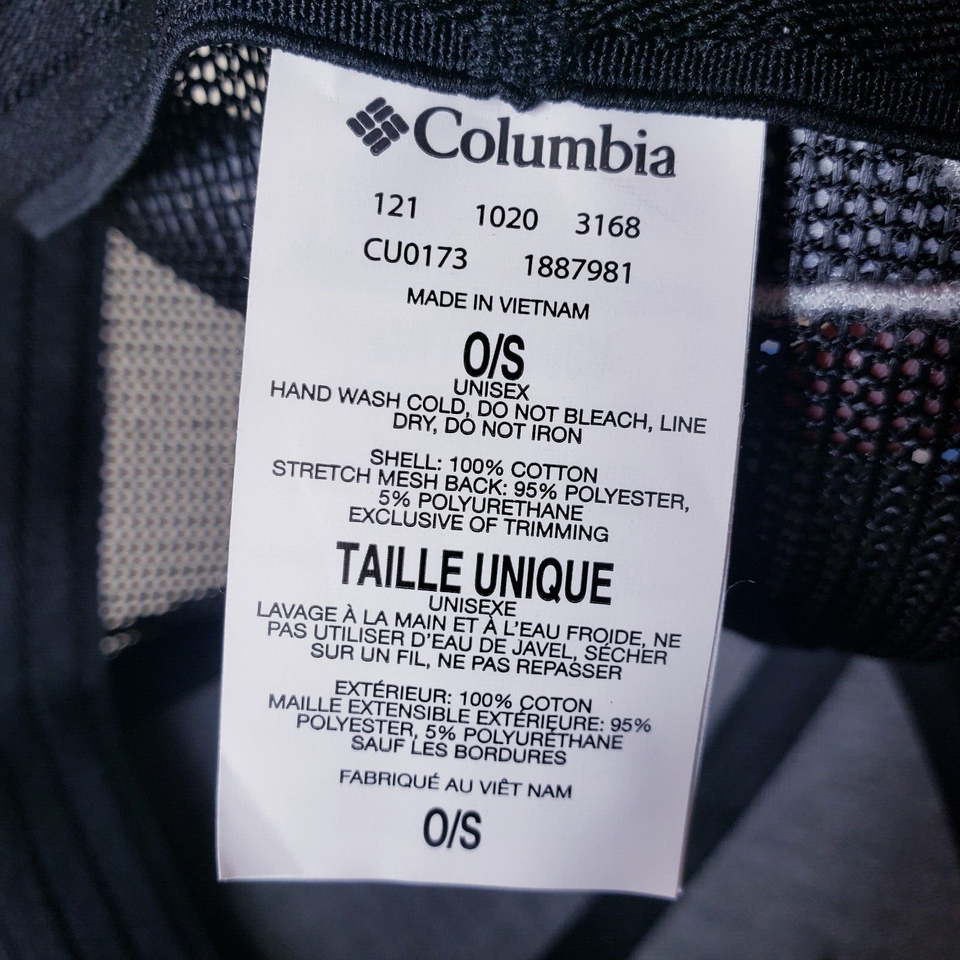 Columbia
121 1020 3168
CU0173 1887981
MADE IN VIETNAM
O/S
UNISEX
HAND WASH COLD, DO NOT BLEACH, LINE
DRY, DO NOT IRON
SHELL: 100% COTTON
STRETCH MESH BACK: 95% POLYESTER,
5% POLYURETHANE
EXCLUSIVE OF TRIMMING
TAILLE UNIQUE
UNISEXE
LAVAGE À LA MAIN ET À L'EAU FROIDE, NE
PAS UTILISER D'EAU DE JAVEL, SÉCHER
SUR UN FIL, NE PAS REPASSER
EXTÉRIEUR: 100% COTON
MAILLE EXTENSIBLE EXTÉRIEURE: 95%
POLYESTER, 5% POLYURÉTHANE
SAUF LES BORDURES
FABRIQUÉ AU VIÊT NAM
O/S